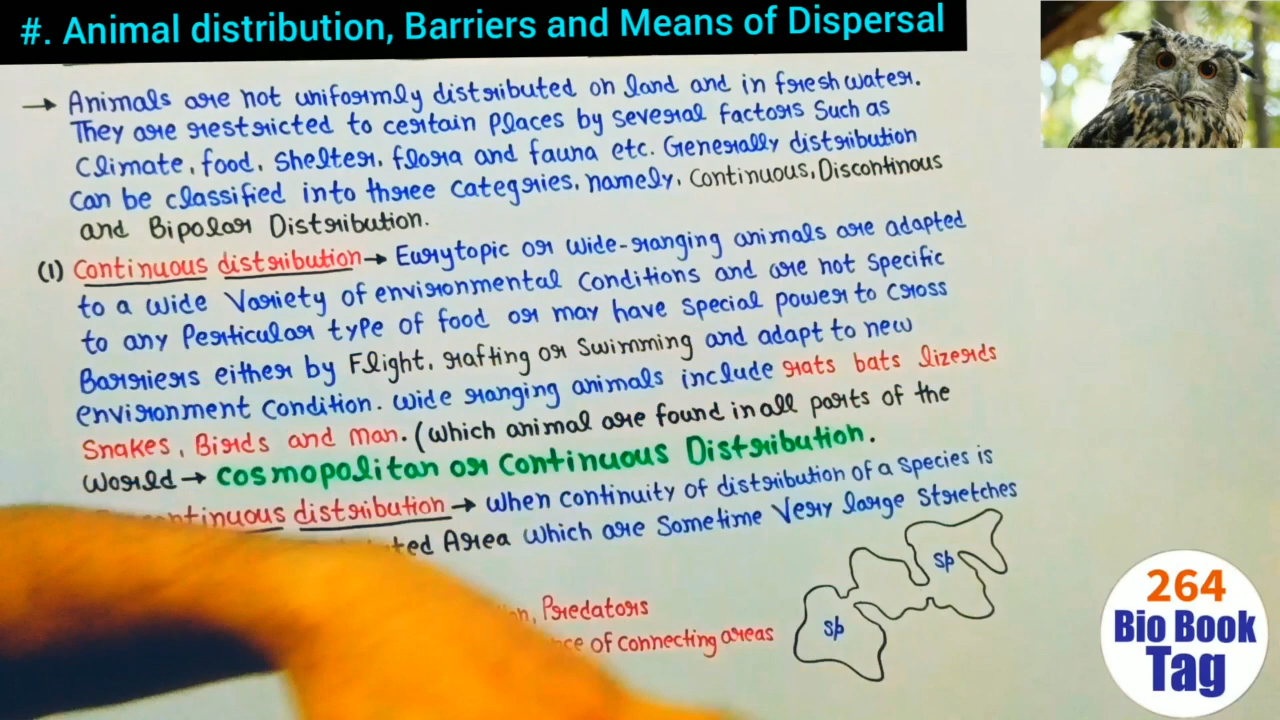 #. Animal distribution, Barriers and Means of Dispersal
→ Animals are not uniformly distributed on land and in fresh water.
They are restricted to certain Places by several factors Such as
Climate, food, Shelter, flora and fauna etc. Generally distribution
Can be classified into three categries, namely, Continuous, Discontinous
and Bipolar Distribution.
(1) Continuous distribution → Eurytopic or wide-ranging animals are adapted
to a wide Variety of environmental Conditions and are not specific
to any Perticular type of food or may have special power to cross
Barriers either by Flight, rafting or Swimming and adapt to new
environment Condition. wide ranging animals include rats bats lizerds
Snakes, Birds and man. (which animal are found in all parts of the
World → cosmopolitan or Continuous Distribution.
distribution → when continuity of distribution of a species is
Area which are Sometime Very large Stretches
Sp
Predators
of connecting areas
Sp
264
Bio Book
Tag